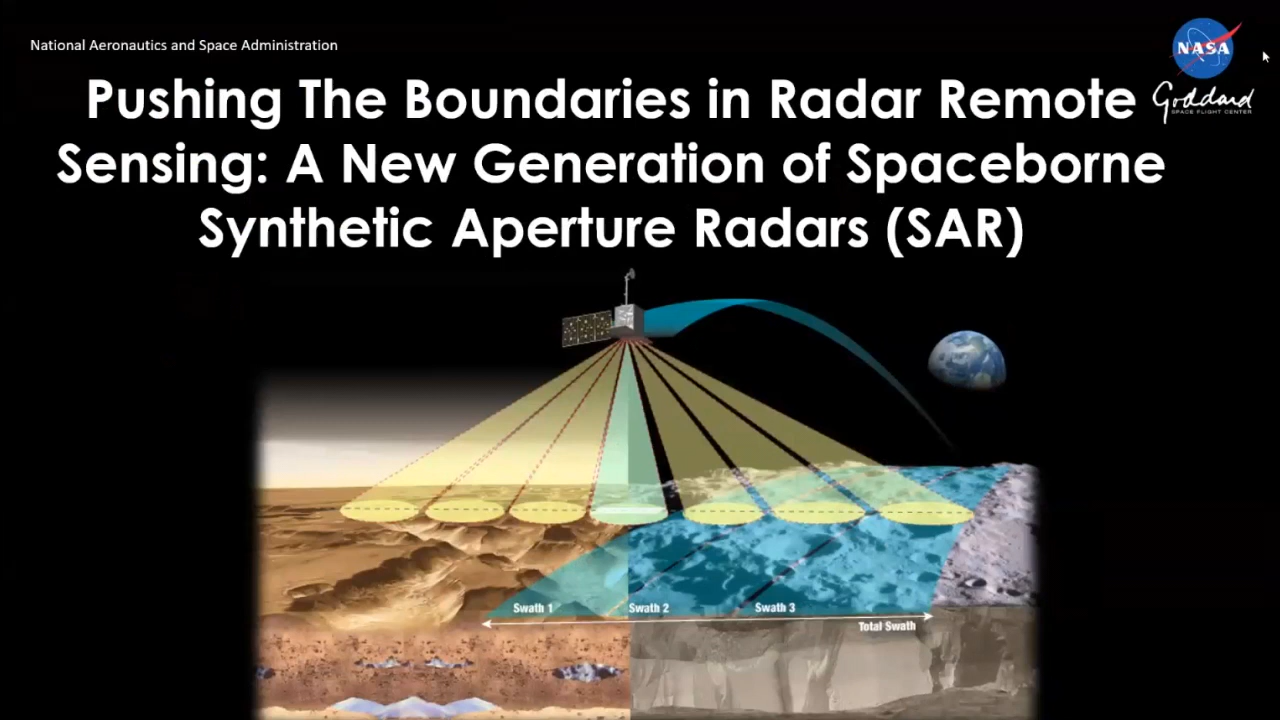 National Aeronautics and Space Administration
NASA
Pushing The Boundaries in Radar Remote
Goddard
SPACE FLIGHT CENTER
Sensing: A New Generation of Spaceborne
Synthetic Aperture Radars (SAR)
Swath 1
Swath 2
Swath 3
Total Swath